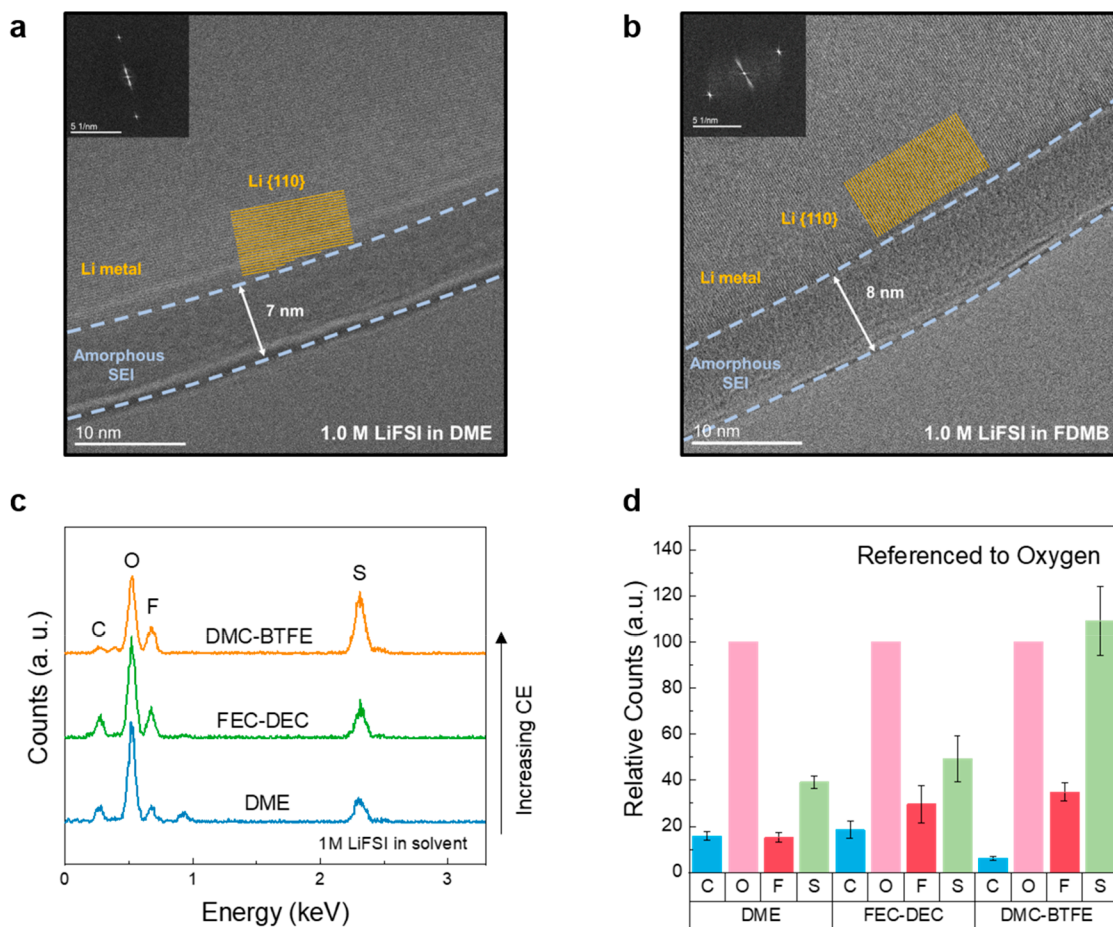 a
5 1/nm
Li {110}
Li metal
7 nm
Amorphous
SEI
10 nm
1.0 M LiFSI in DME
b
5 1/nm
Li {110}
Li metal
8 nm
Amorphous
SEI
10 nm
1.0 M LiFSI in FDMB
c
Counts (a. u.)
C
O
F
S
DMC-BTFE
FEC-DEC
DME
1M LiFSI in solvent
0 1 2 3
Energy (keV)
Increasing CE
d
Relative Counts (a.u.)
Referenced to Oxygen
140
120
100
80
60
40
20
0
C O F S C O F S C O F S
DME FEC-DEC DMC-BTFE